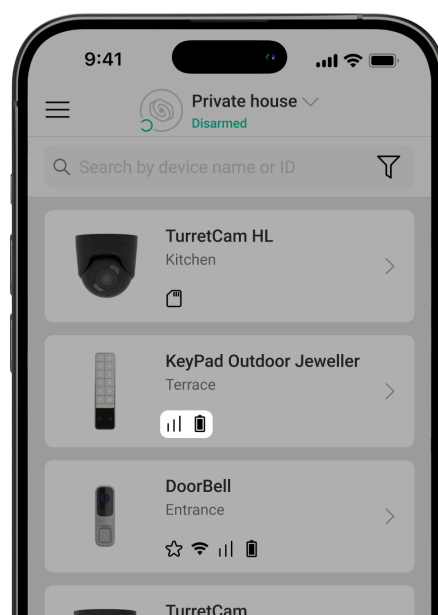 9:41
Private house
Disarmed
Search by device name or ID
TurretCam HL
Kitchen
KeyPad Outdoor Jeweller
Terrace
DoorBell
Entrance
TurretCam